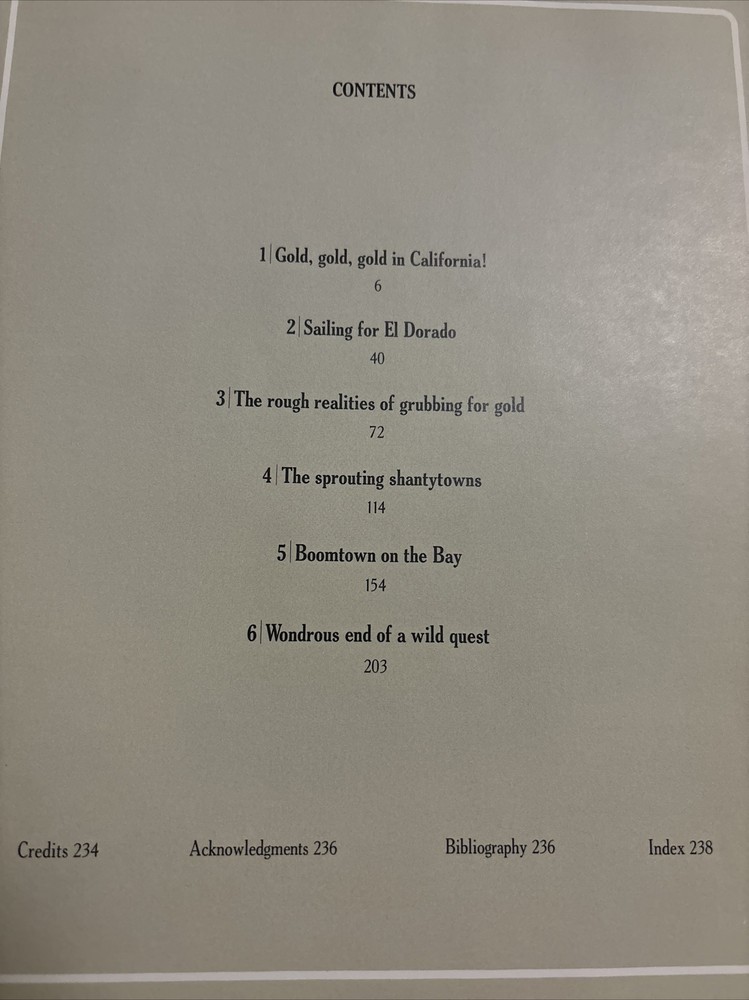 CONTENTS
1|Gold, gold, gold in California!
6
2|Sailing for El Dorado
40
3|The rough realities of grubbing for gold
72
4|The sprouting shantytowns
114
5|Boomtown on the Bay
154
6|Wondrous end of a wild quest
203
Credits 234 Acknowledgments 236 Bibliography 236 Index 238